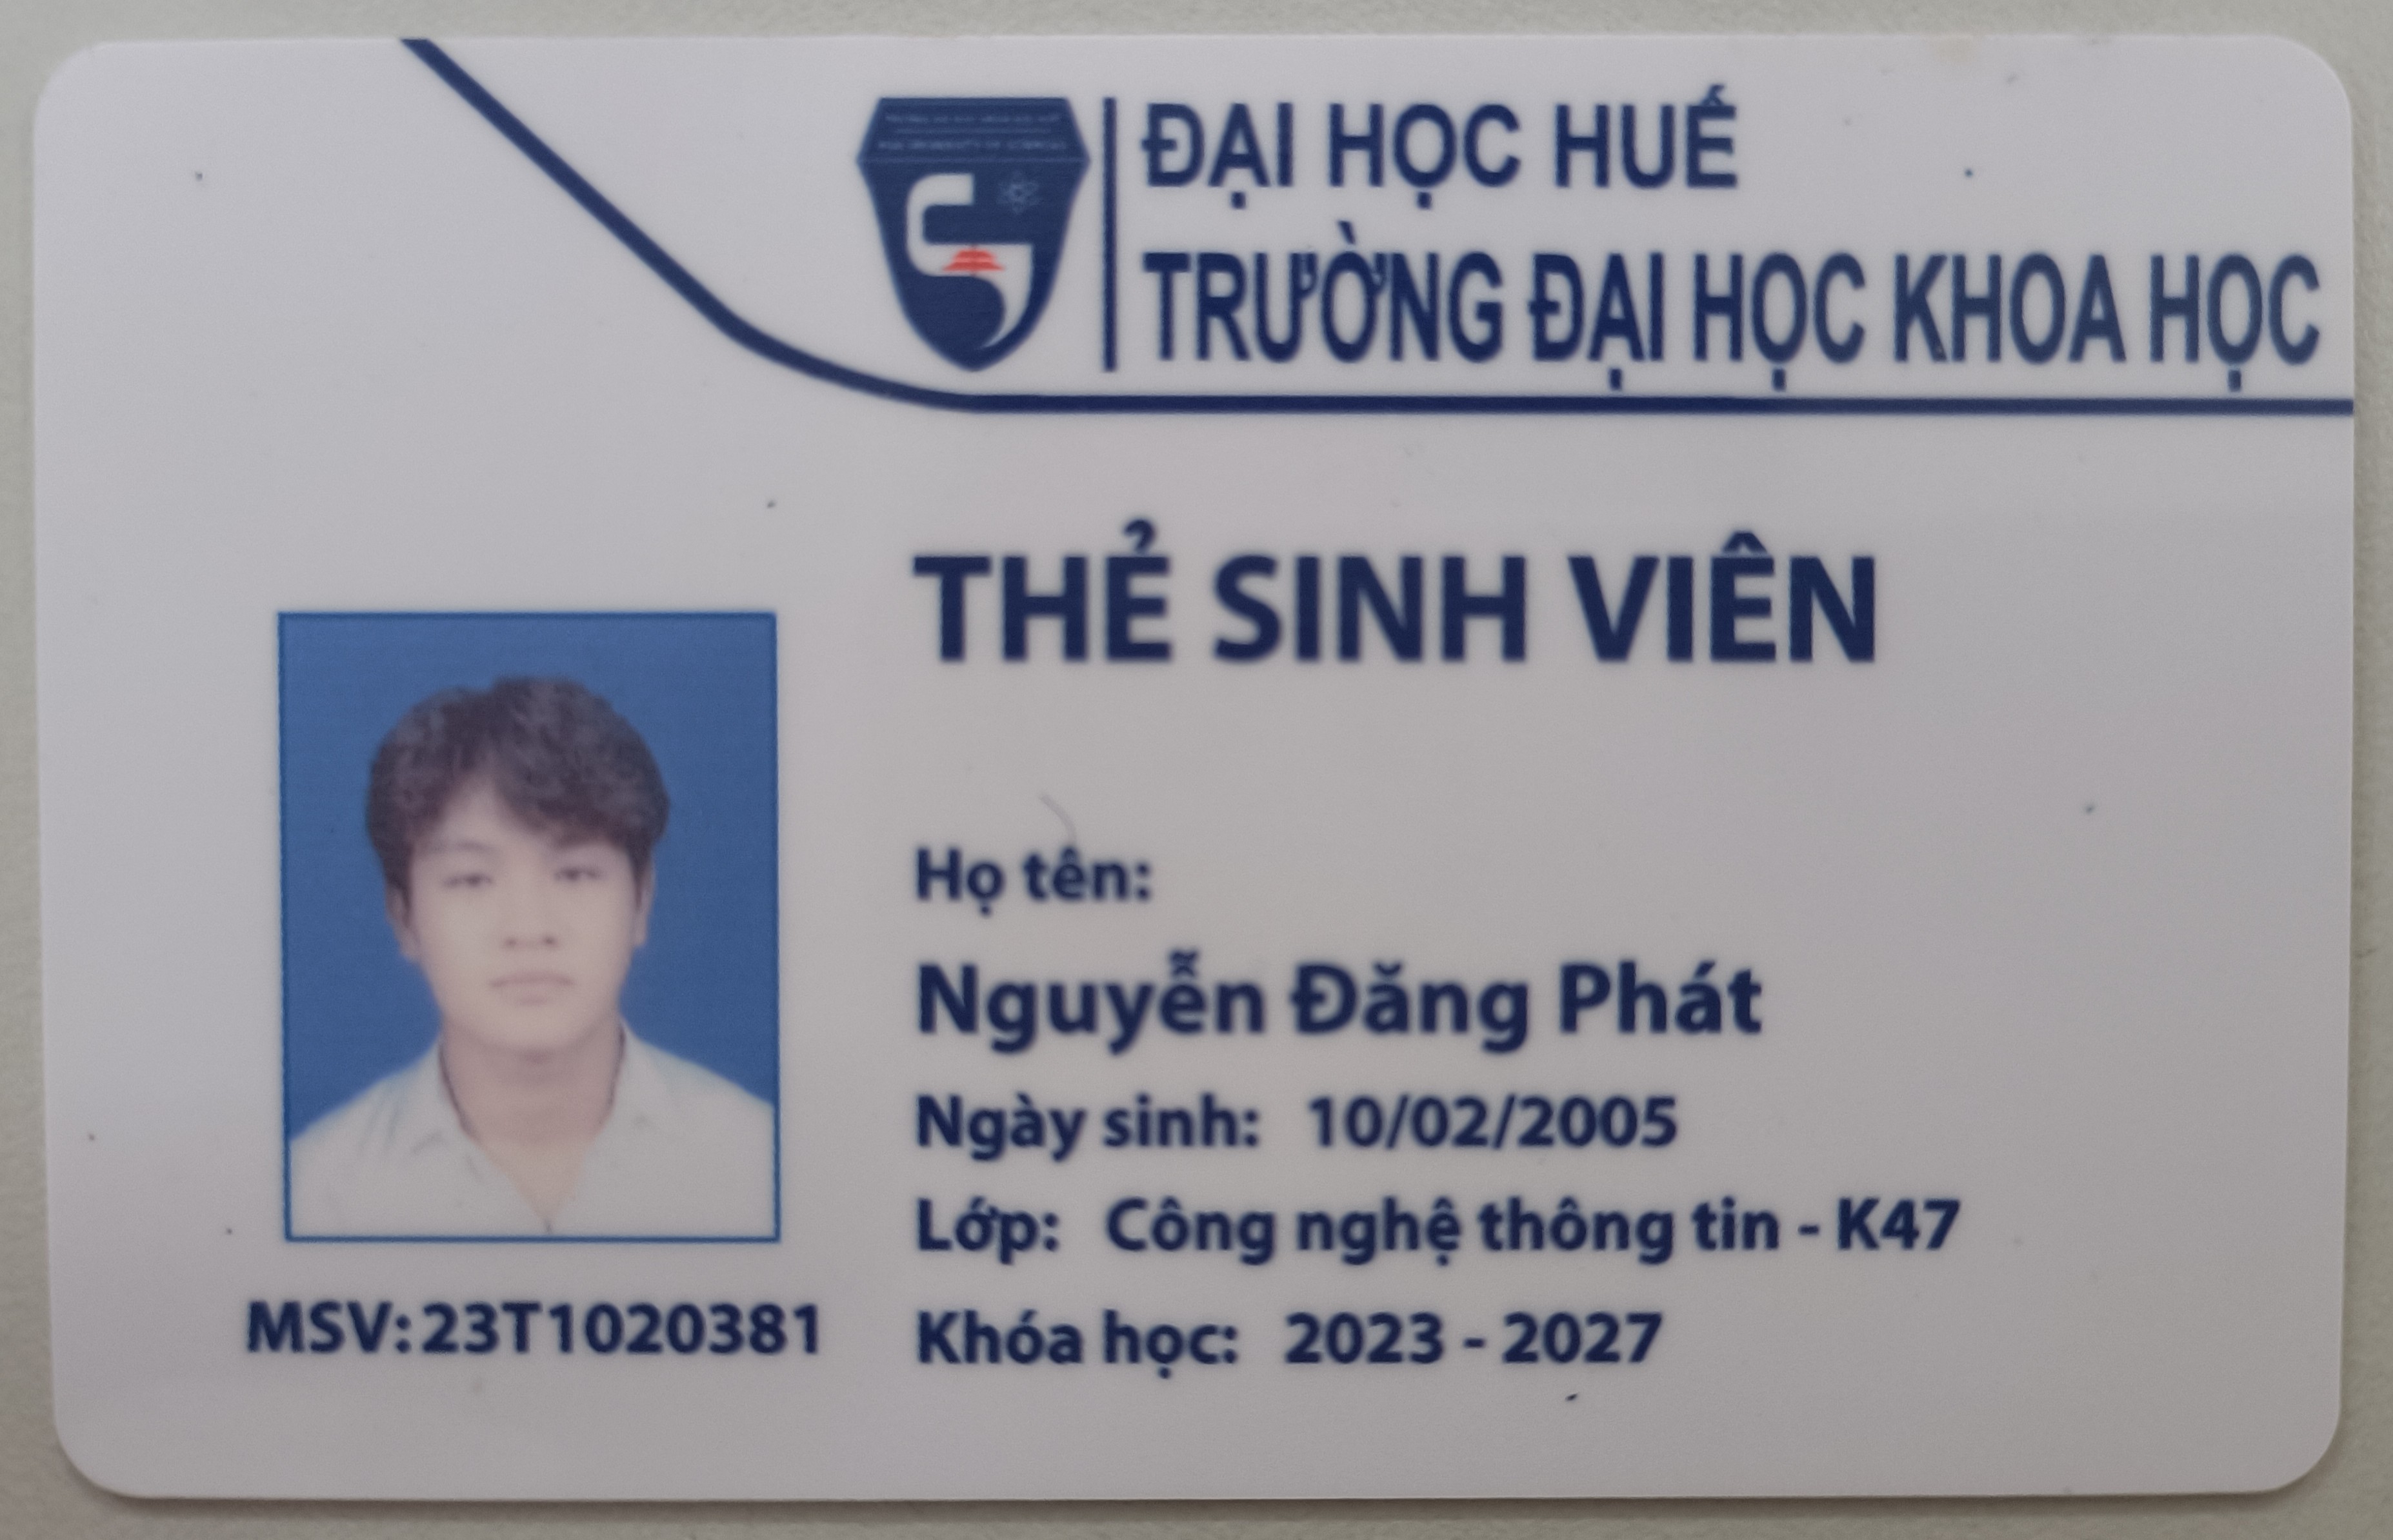 ĐẠI HỌC HUẾ
TRƯỜNG ĐẠI HỌC KHOA HỌC
THẺ SINH VIÊN
Họ tên:
Nguyễn Đăng Phát
Ngày sinh: 10/02/2005
Lớp: Công nghệ thông tin - K47
Khóa học: 2023 - 2027
MSV:23T1020381